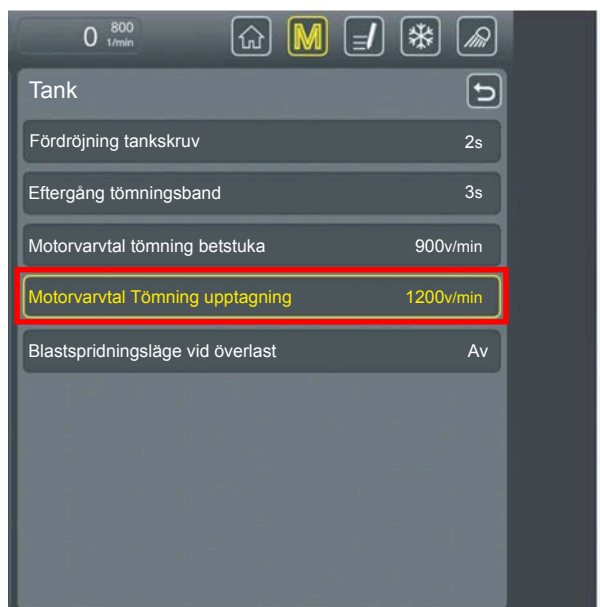 0 800 1/min
M
Tank
Fördröjning tankskruv 2s
Eftergång tömningsband 3s
Motorvarvtal tömning betstuka 900v/min
Motorvarvtal Tömning upptagning 1200v/min
Blastspridningsläge vid överlast Av